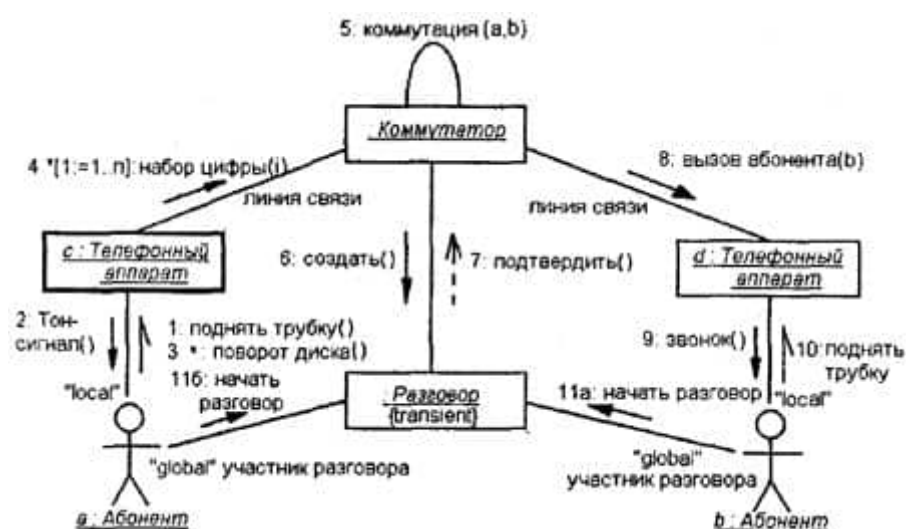 5: коммутация (a,b)
: Коммутатор
4 *[1:=1..n]: набор цифры(i)
8: вызов абонента(b)
линия связи
линия связи
c : Телефонный
аппарат
6: создать()
7: подтвердить()
d : Телефонный
аппарат
2: Тон-
сигнал()
1: поднять трубку()
3 *: поворот диска()
9: звонок()
10: поднять
трубку
"local"
11б: начать
разговор
: Разговор
{transient}
11а: начать разговор
"local"
"global" участник разговора
"global"
участник разговора
a : Абонент
b : Абонент